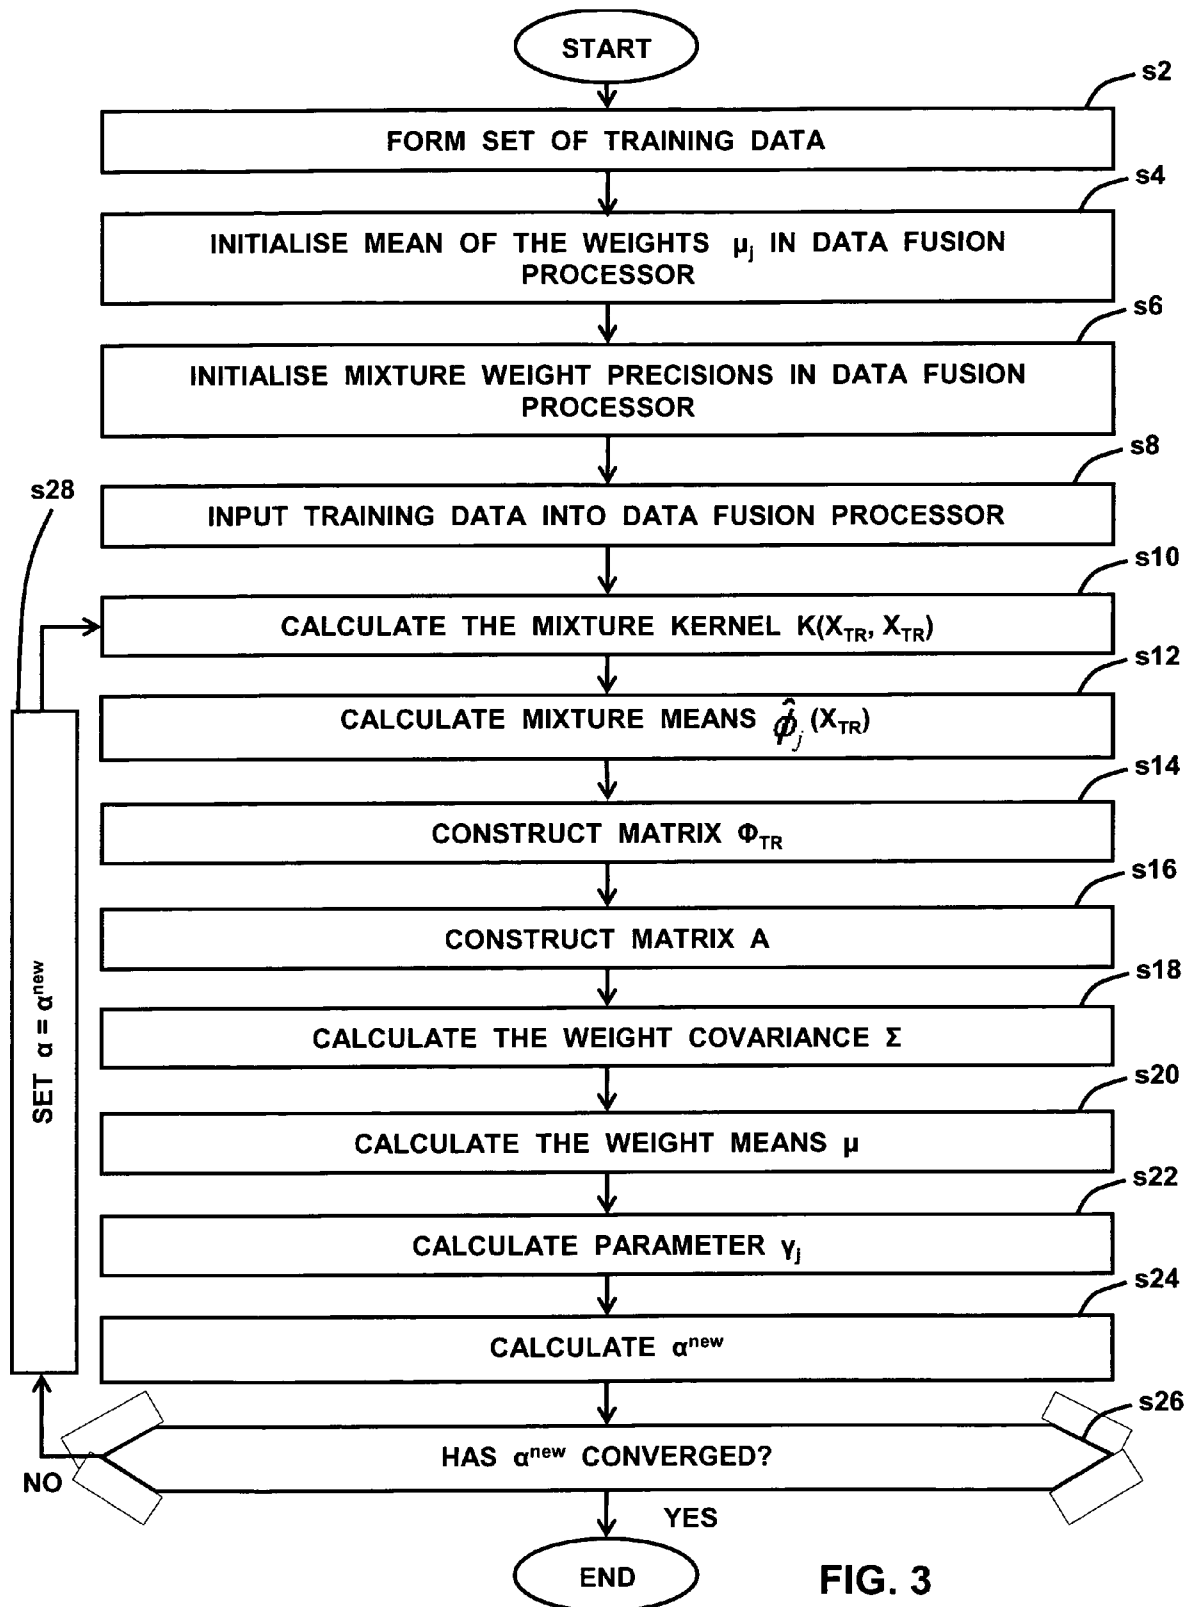 START
s2
FORM SET OF TRAINING DATA
s4
INITIALISE MEAN OF THE WEIGHTS μj IN DATA FUSION
PROCESSOR
s6
INITIALISE MIXTURE WEIGHT PRECISIONS IN DATA FUSION
PROCESSOR
s8
s28
INPUT TRAINING DATA INTO DATA FUSION PROCESSOR
s10
CALCULATE THE MIXTURE KERNEL K(XTR, XTR)
s12
CALCULATE MIXTURE MEANS ϕ̂j (XTR)
s14
CONSTRUCT MATRIX ΦTR
s16
CONSTRUCT MATRIX A
s18
SET α = αnew
CALCULATE THE WEIGHT COVARIANCE Σ
s20
CALCULATE THE WEIGHT MEANS μ
s22
CALCULATE PARAMETER γj
s24
CALCULATE αnew
s26
HAS αnew CONVERGED?
NO
YES
END
FIG. 3